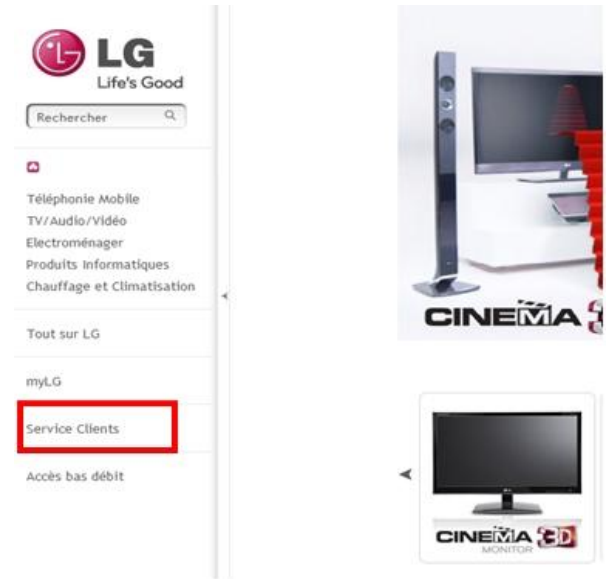 LG
Life's Good
Rechercher
Téléphonie Mobile
TV/Audio/Vidéo
Electroménager
Produits Informatiques
Chauffage et Climatisation
Tout sur LG
myLG
Service Clients
Accès bas débit
CINEMA 3
CINEMA 3D
MONITOR